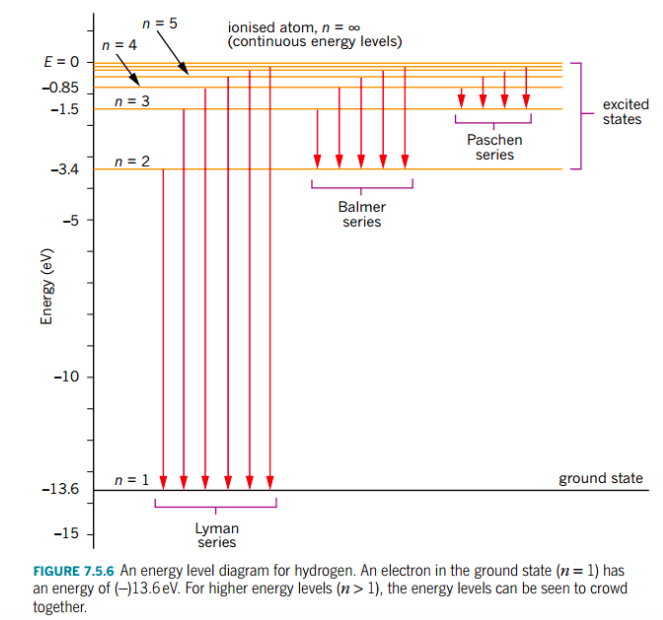 n = 5
n = 4
ionised atom, n = ∞
(continuous energy levels)
E = 0
−0.85
n = 3
−1.5
excited
states
Paschen
series
n = 2
−3.4
Balmer
series
−5
Energy (eV)
−10
n = 1
ground state
−13.6
−15
Lyman
series
FIGURE 7.5.6 An energy level diagram for hydrogen. An electron in the ground state (n = 1) has
an energy of (–)13.6 eV. For higher energy levels (n > 1), the energy levels can be seen to crowd
together.